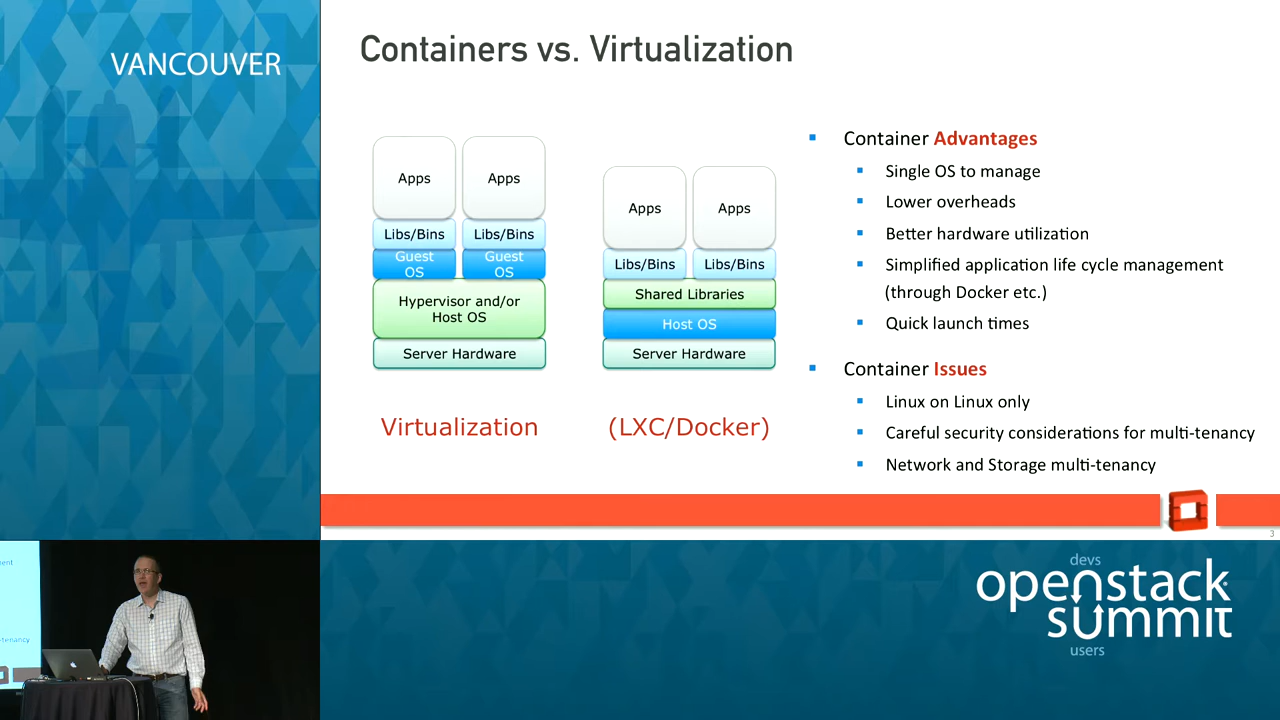 VANCOUVER
Containers vs. Virtualization
Apps
Apps
Libs/Bins
Libs/Bins
Guest
OS
Guest
OS
Hypervisor and/or
Host OS
Server Hardware
Virtualization
Apps
Apps
Libs/Bins
Libs/Bins
Shared Libraries
Host OS
Server Hardware
(LXC/Docker)
Container Advantages
Single OS to manage
Lower overheads
Better hardware utilization
Simplified application life cycle management
(through Docker etc.)
Quick launch times
Container Issues
Linux on Linux only
Careful security considerations for multi-tenancy
Network and Storage multi-tenancy
3
devs
openstack
summit
users